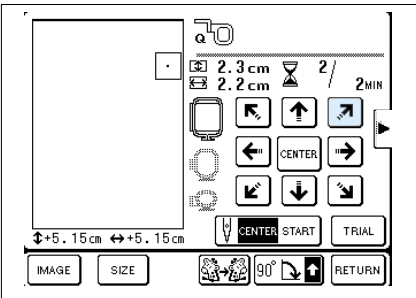 Q
2.3cm 2/
2.2cm 2MIN
CENTER
+5.15cm +5.15cm
CENTER START TRIAL
IMAGE SIZE 90° RETURN